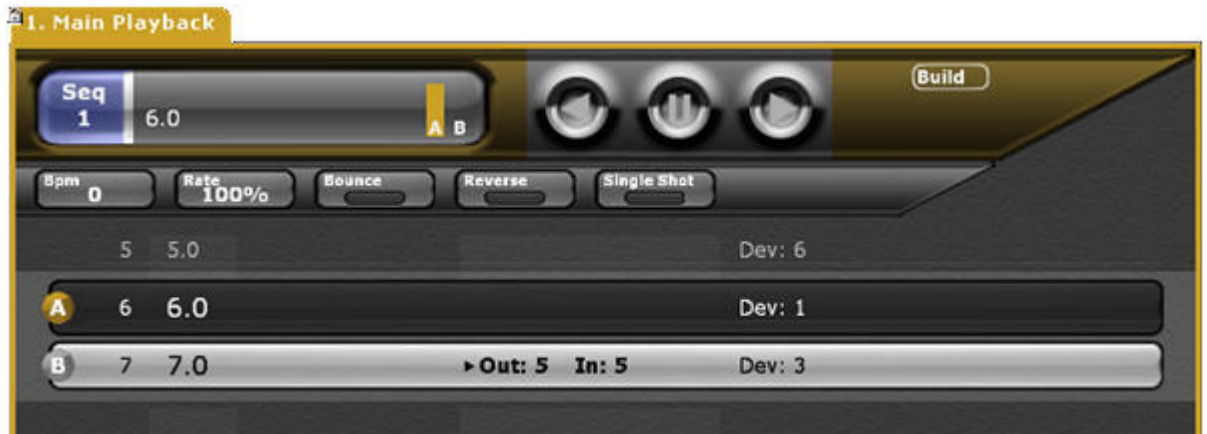 1. Main Playback
Seq 1
6.0
A B
Build
Bpm 0
Rate 100%
Bounce
Reverse
Single Shot
5 5.0 Dev: 6
A 6 6.0 Dev: 1
B 7 7.0 ▸Out: 5 In: 5 Dev: 3